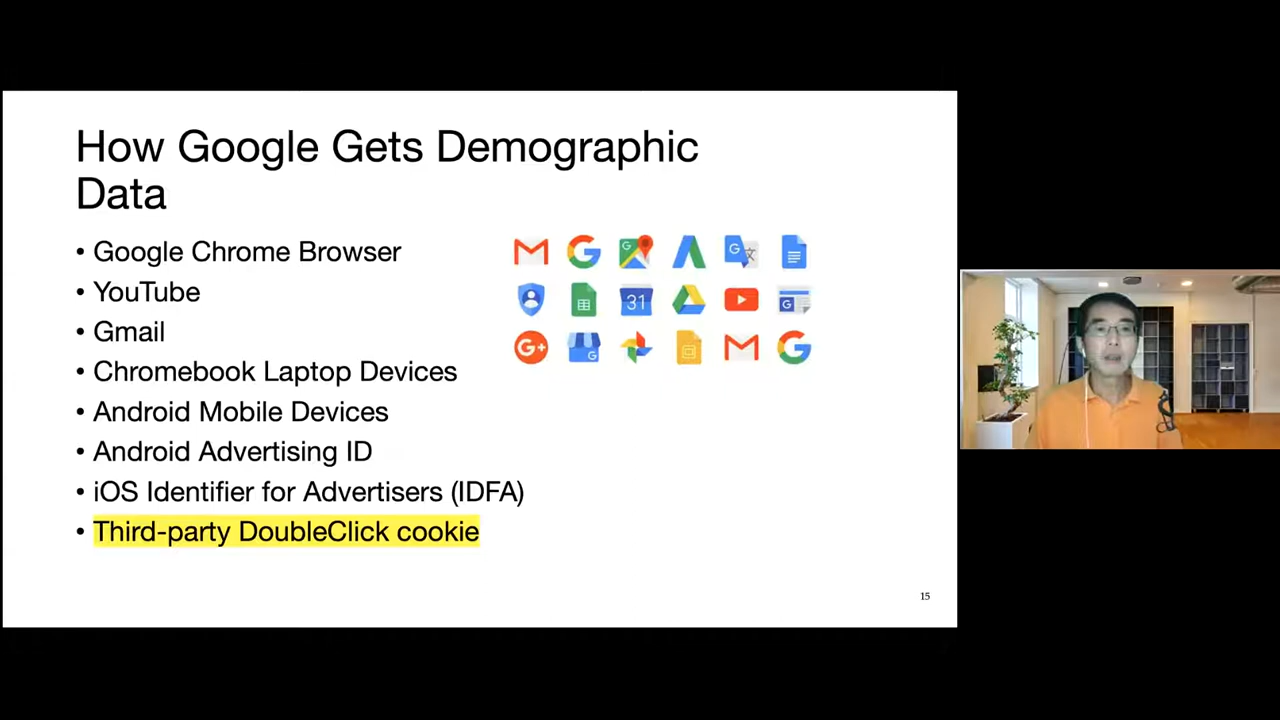 How Google Gets Demographic
Data
• Google Chrome Browser
• YouTube
• Gmail
• Chromebook Laptop Devices
• Android Mobile Devices
• Android Advertising ID
• iOS Identifier for Advertisers (IDFA)
• Third-party DoubleClick cookie
G
G
31
G
G+
G
15